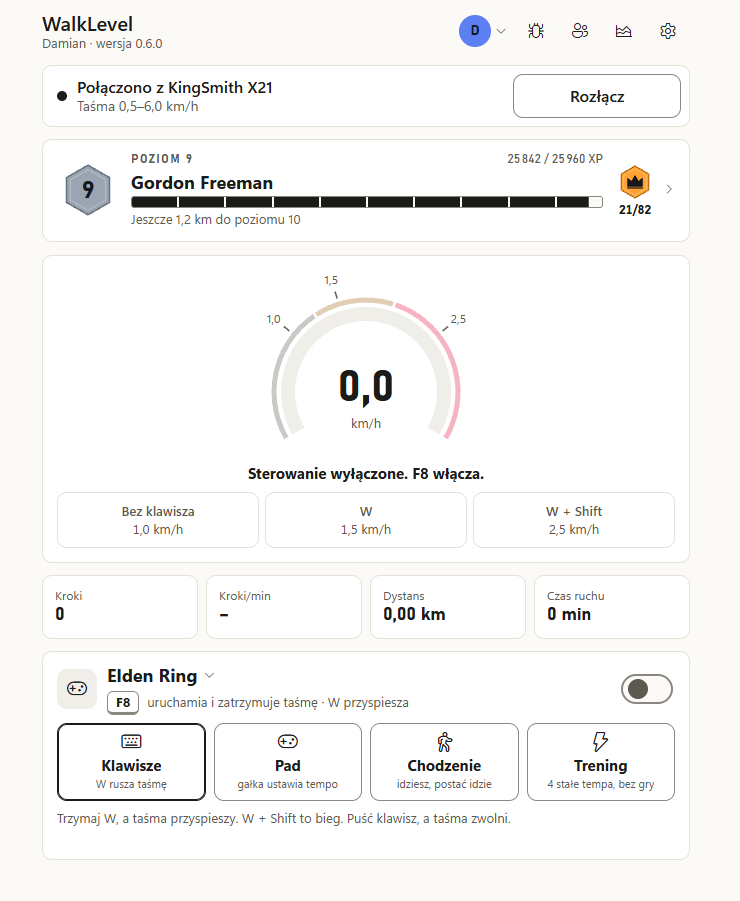 WalkLevel
Damian · wersja 0.6.0
D
Połączono z KingSmith X21
Taśma 0,5–6,0 km/h
Rozłącz
9
POZIOM 9
25 842 / 25 960 XP
Gordon Freeman
Jeszcze 1,2 km do poziomu 10
21/82
1,0
1,5
2,5
0,0
km/h
Sterowanie wyłączone. F8 włącza.
Bez klawisza
1,0 km/h
W
1,5 km/h
W + Shift
2,5 km/h
Kroki
0
Kroki/min
–
Dystans
0,00 km
Czas ruchu
0 min
Elden Ring
F8 uruchamia i zatrzymuje taśmę · W przyspiesza
Klawisze
W rusza taśmę
Pad
gałka ustawia tempo
Chodzenie
idziesz, postać idzie
Trening
4 stałe tempa, bez gry
Trzymaj W, a taśma przyspieszy. W + Shift to bieg. Puść klawisz, a taśma zwolni.